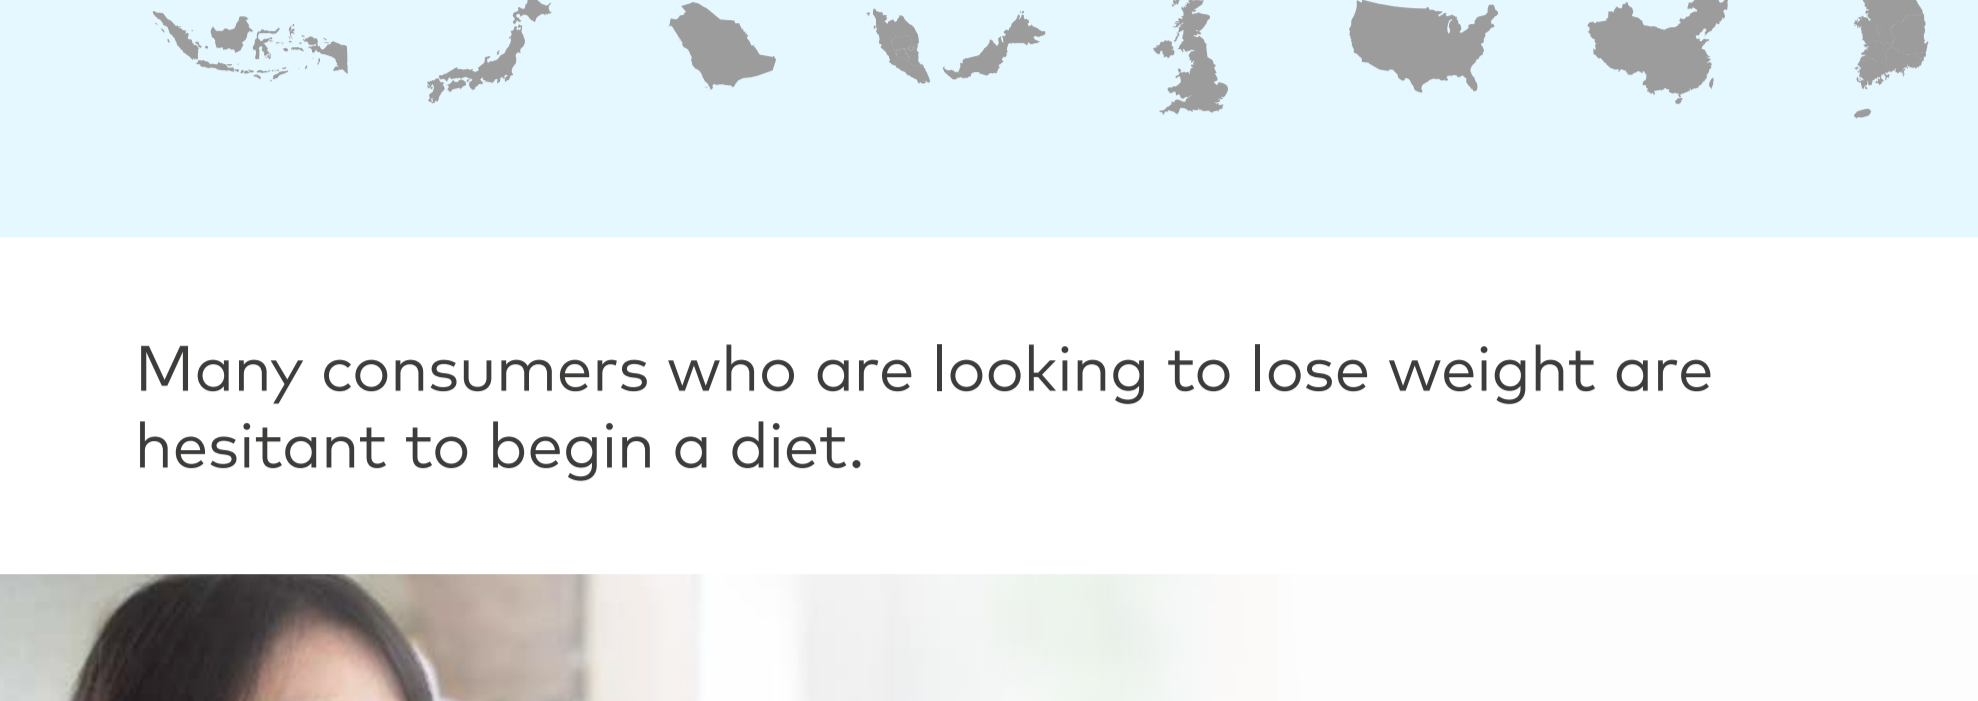 Many consumers who are looking to lose weight are
hesitant to begin a diet.